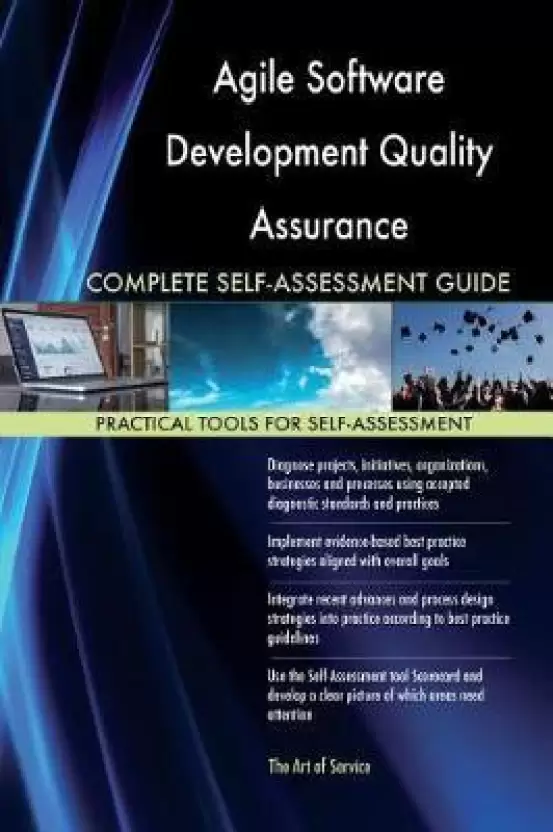 Agile Software
Development Quality
Assurance
COMPLETE SELF-ASSESSMENT GUIDE
PRACTICAL TOOLS FOR SELF-ASSESSMENT
Diagnose projects, initiatives, organizations,
businesses and processes using accepted
diagnostic standards and practices
Implement evidence-based best practice
strategies aligned with overall goals
Integrate recent advances and process design
strategies into practice according to best practice
guidelines
Use the Self-Assessment tool Scorecard and
develop a clear picture of which areas need
attention
The Art of Service